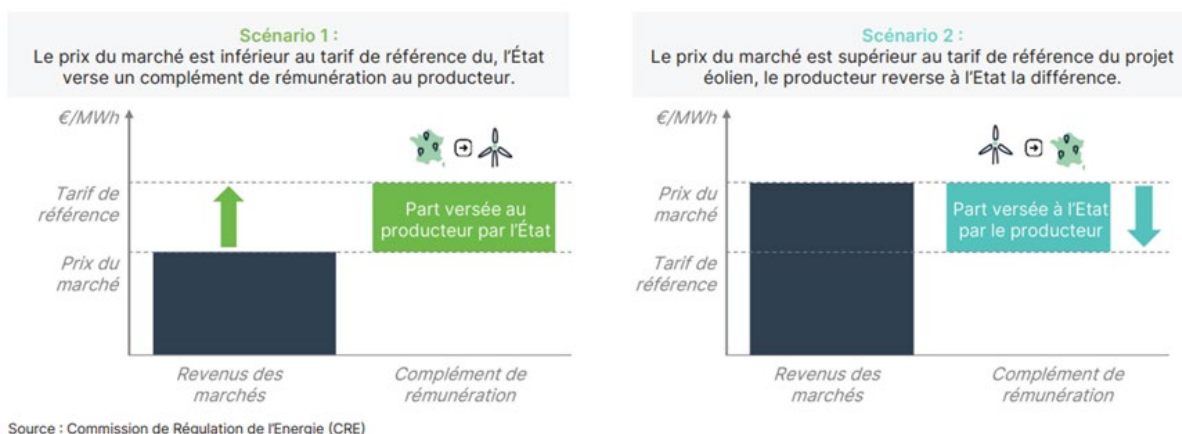 Scénario 1 :
Le prix du marché est inférieur au tarif de référence du, l’État
verse un complément de rémunération au producteur.
€/MWh
Tarif de
référence
Prix du
marché
Part versée au
producteur par l’État
Revenus des
marchés
Complément de
rémunération
Scénario 2 :
Le prix du marché est supérieur au tarif de référence du projet
éolien, le producteur reverse à l’Etat la différence.
€/MWh
Prix du
marché
Tarif de
référence
Part versée à l’Etat
par le producteur
Revenus des
marchés
Complément de
rémunération
Source : Commission de Régulation de l’Energie (CRE)